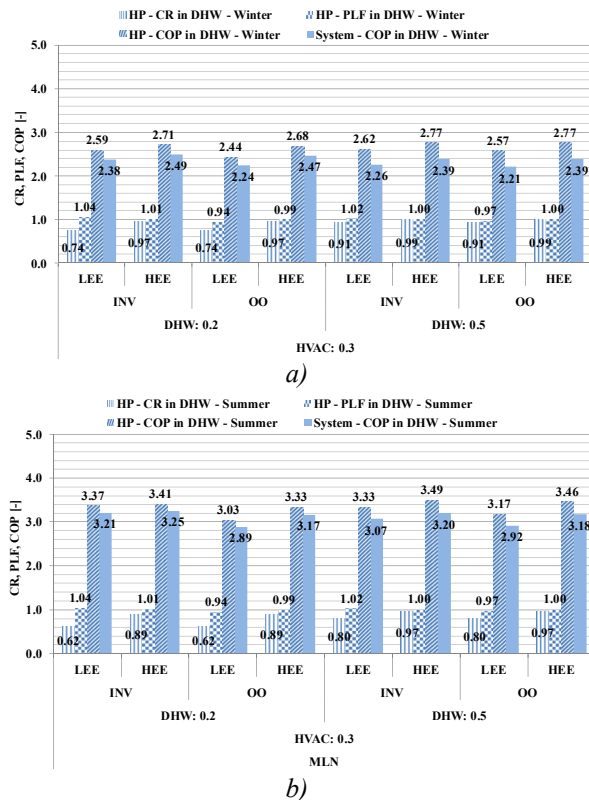 HP - CR in DHW - Winter HP - PLF in DHW - Winter
HP - COP in DHW - Winter System - COP in DHW - Winter
CR, PLF, COP [-]
5.0
4.0
3.0
2.0
1.0
0.0
0.74 1.04 2.59 2.38
0.97 1.01 2.71 2.49
0.74 0.94 2.44 2.24
0.97 0.99 2.68 2.47
0.91 1.02 2.62 2.26
0.99 1.00 2.77 2.39
0.91 0.97 2.57 2.21
0.99 1.00 2.77 2.39
LEE HEE LEE HEE LEE HEE LEE HEE
INV OO INV OO
DHW: 0.2 DHW: 0.5
HVAC: 0.3
a)
HP - CR in DHW - Summer HP - PLF in DHW - Summer
HP - COP in DHW - Summer System - COP in DHW - Summer
CR, PLF, COP [-]
5.0
4.0
3.0
2.0
1.0
0.0
0.62 1.04 3.37 3.21
0.89 1.01 3.41 3.25
0.62 0.94 3.03 2.89
0.89 0.99 3.33 3.17
0.80 1.02 3.33 3.07
0.97 1.00 3.49 3.20
0.80 0.97 3.17 2.92
0.97 1.00 3.46 3.18
LEE HEE LEE HEE LEE HEE LEE HEE
INV OO INV OO
DHW: 0.2 DHW: 0.5
HVAC: 0.3
MLN
b)